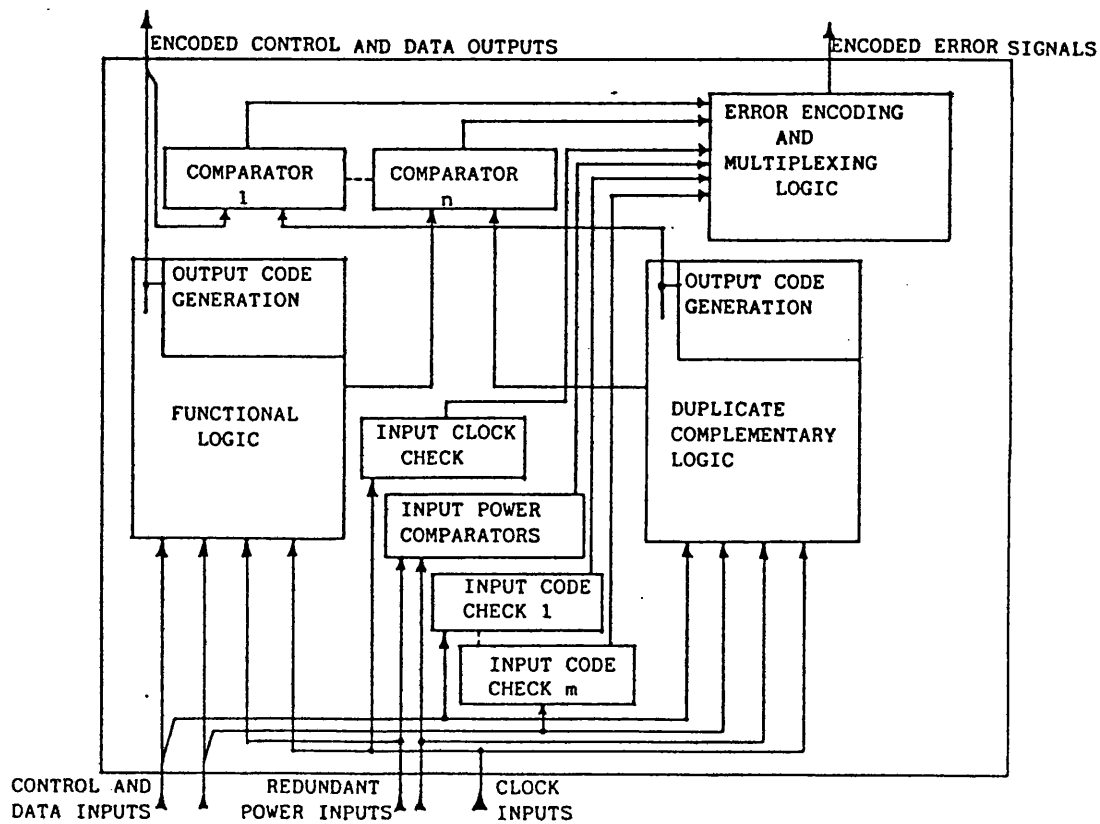 ENCODED CONTROL AND DATA OUTPUTS
ENCODED ERROR SIGNALS
ERROR ENCODING
AND
MULTIPLEXING
LOGIC
COMPARATOR
1
COMPARATOR
n
OUTPUT CODE
GENERATION
FUNCTIONAL
LOGIC
OUTPUT CODE
GENERATION
DUPLICATE
COMPLEMENTARY
LOGIC
INPUT CLOCK
CHECK
INPUT POWER
COMPARATORS
INPUT CODE
CHECK 1
INPUT CODE
CHECK m
CONTROL AND
DATA INPUTS
REDUNDANT
POWER INPUTS
CLOCK
INPUTS